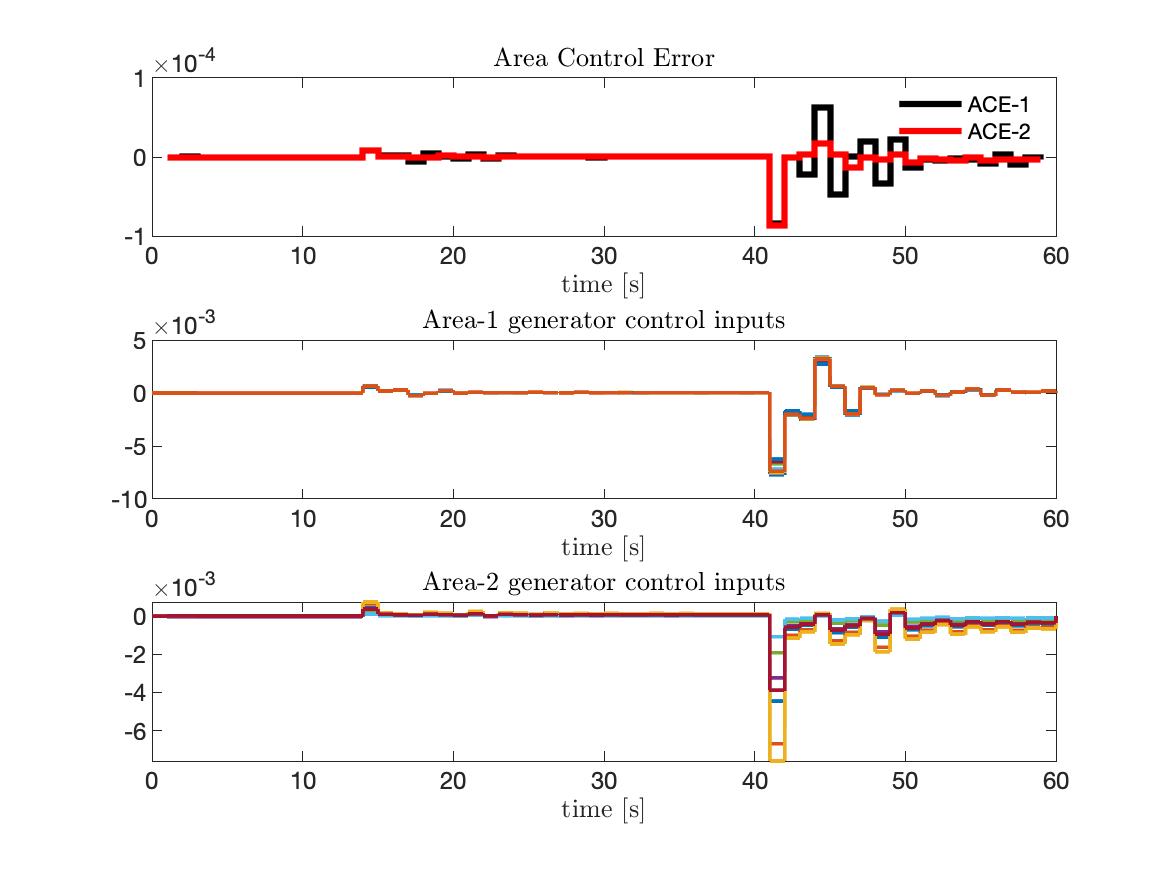 Area Control Error
×10-4
1
0
-1
ACE-1
ACE-2
0 10 20 30 40 50 60
time [s]
Area-1 generator control inputs
×10-3
5
0
-5
-10
0 10 20 30 40 50 60
time [s]
Area-2 generator control inputs
×10-3
0
-2
-4
-6
0 10 20 30 40 50 60
time [s]